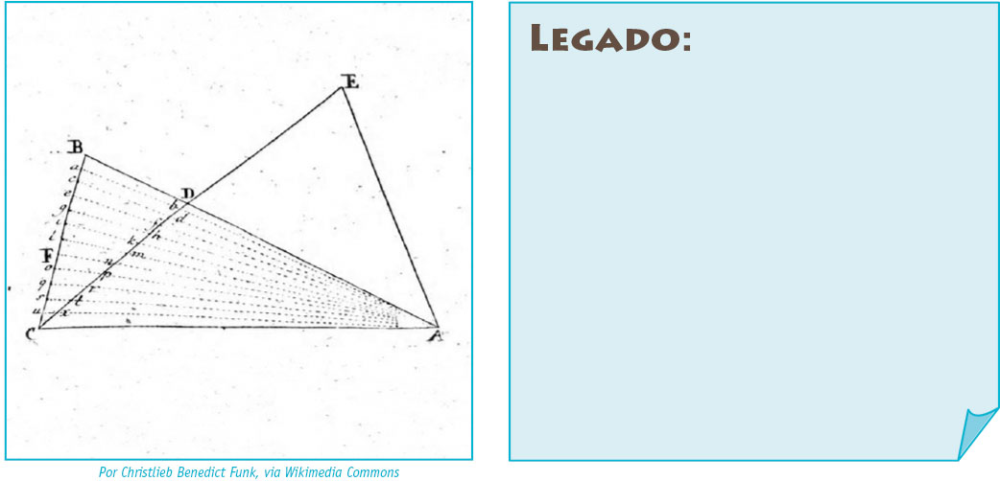 LEGADO:
E
B
a
c
D
e
b
g
d
i
h
l
k
F
m
n
o
p
q
r
s
t
u
x
C
A
Por Christlieb Benedict Funk, via Wikimedia Commons